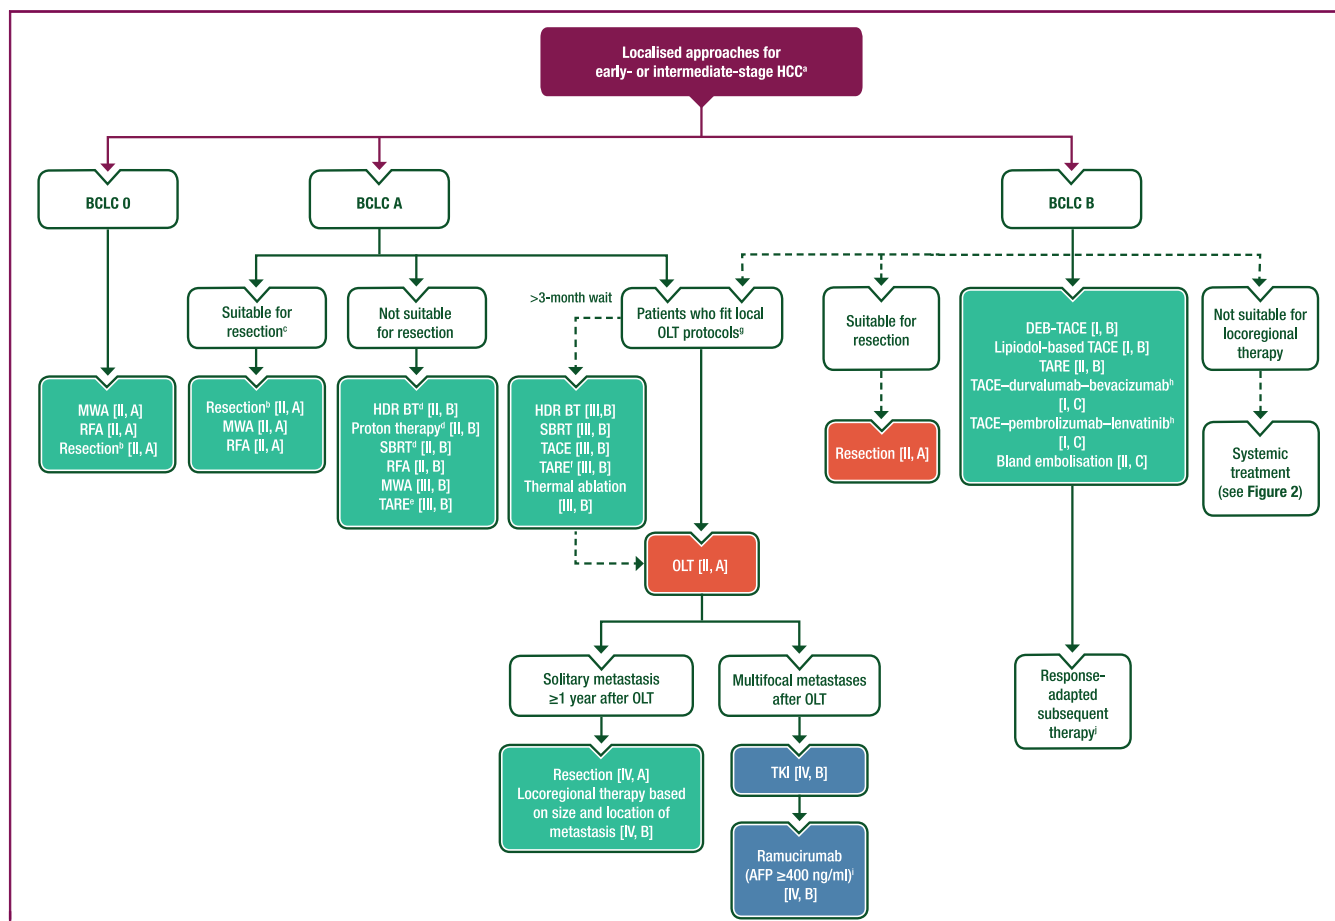 Localised approaches for
early- or intermediate-stage HCCᵃ
BCLC 0
BCLC A
BCLC B
Suitable for
resectionᶜ
Not suitable
for resection
>3-month wait
Patients who fit local
OLT protocolsᵍ
Suitable for
resection
DEB-TACE [I, B]
Lipiodol-based TACE [I, B]
TARE [II, B]
TACE–durvalumab–bevacizumabʰ
[I, C]
TACE–pembrolizumab–lenvatinibʰ
[I, C]
Bland embolisation [II, C]
Not suitable for
locoregional
therapy
MWA [II, A]
RFA [II, A]
Resectionᵇ [II, A]
Resectionᵇ [II, A]
MWA [II, A]
RFA [II, A]
HDR BTᵈ [II, B]
Proton therapyᵈ [II, B]
SBRTᵈ [II, B]
RFA [II, B]
MWA [III, B]
TAREᵉ [III, B]
HDR BT [III,B]
SBRT [III, B]
TACE [III, B]
TAREᶠ [III, B]
Thermal ablation
[III, B]
Resection [II, A]
Systemic
treatment
(see Figure 2)
OLT [II, A]
Solitary metastasis
≥1 year after OLT
Multifocal metastases
after OLT
Response-
adapted
subsequent
therapyʲ
Resection [IV, A]
Locoregional therapy based
on size and location of
metastasis [IV, B]
TKI [IV, B]
Ramucirumab
(AFP ≥400 ng/ml)ⁱ
[IV, B]